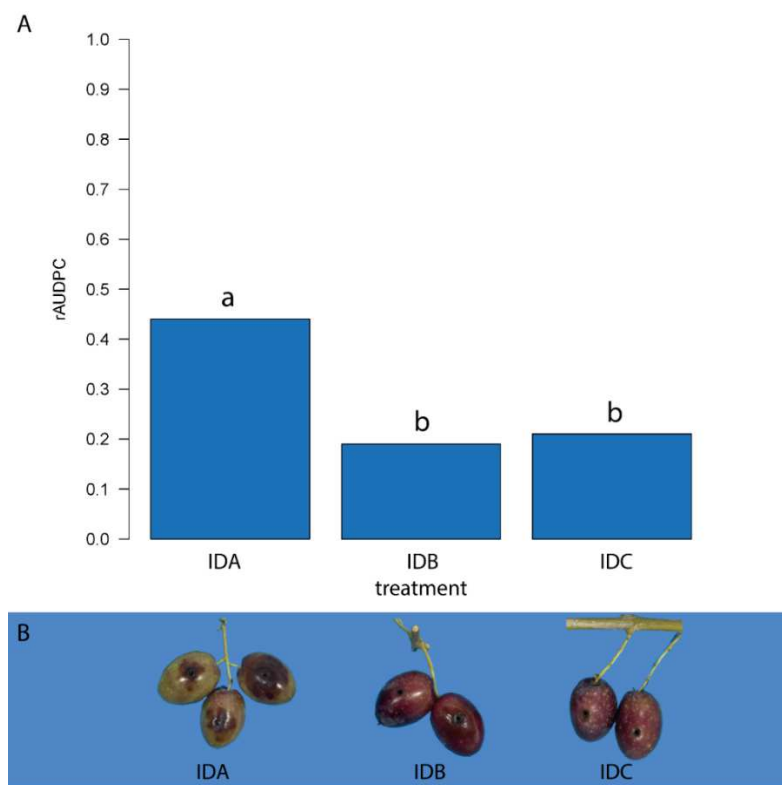 A
1.0
0.9
0.8
0.7
0.6
0.5
0.4
0.3
0.2
0.1
0.0
rAUDPC
a
b
b
IDA IDB IDC
treatment
B
IDA IDB IDC